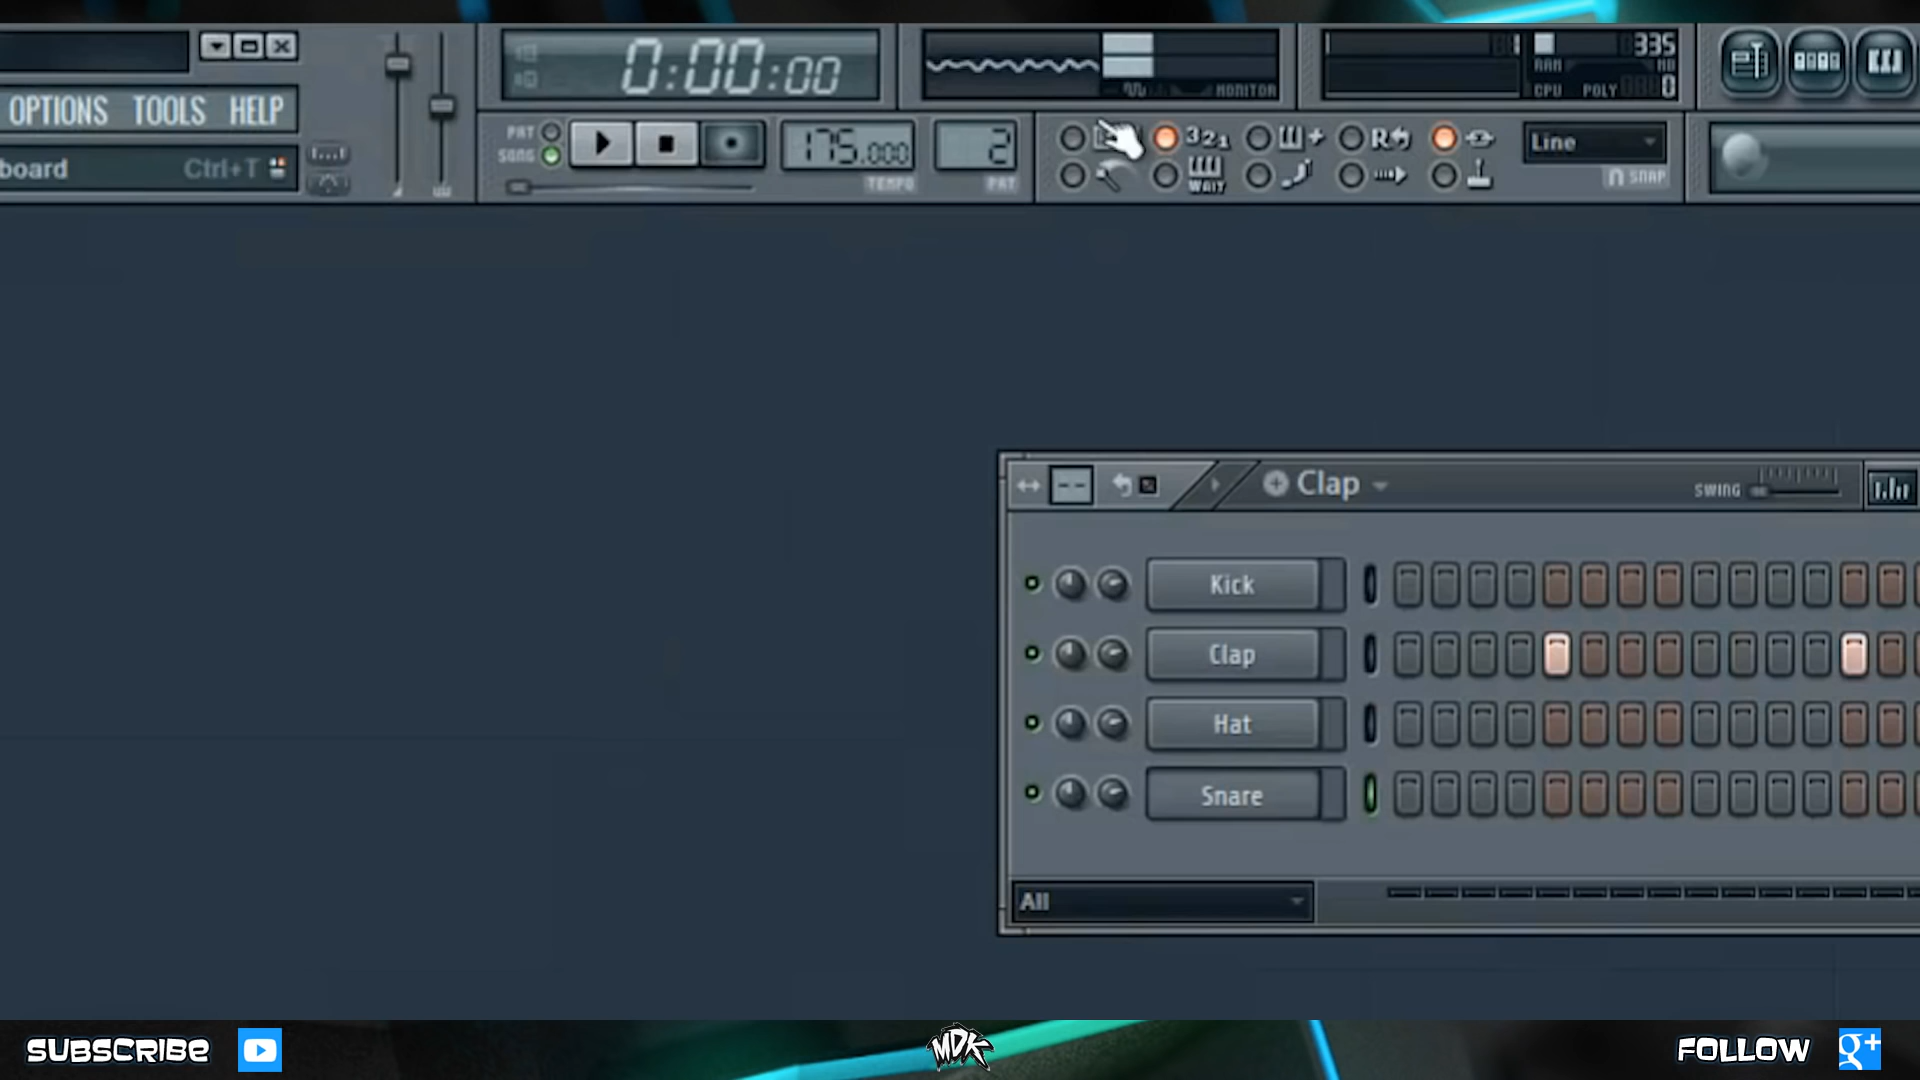 0:00:00
MONITOR
335
RAM
CPU POLY 0
OPTIONS TOOLS HELP
PAT
SONG
175.000
TEMPO
2
PAT
321
R
Line
SNAP
WAIT
board Ctrl+T
Clap
SWING
Kick
Clap
Hat
Snare
All
SUBSCRIBE
MDK
FOLLOW
g+